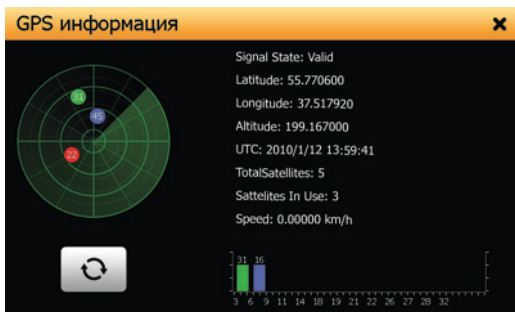 GPS информация
Signal State: Valid
Latitude: 55.770600
Longitude: 37.517920
Altitude: 199.167000
UTC: 2010/1/12 13:59:41
TotalSatellites: 5
Sattelites In Use: 3
Speed: 0.00000 km/h
31
45
22
31 16
3 6 9 11 14 18 19 21 22 26 27 28 32